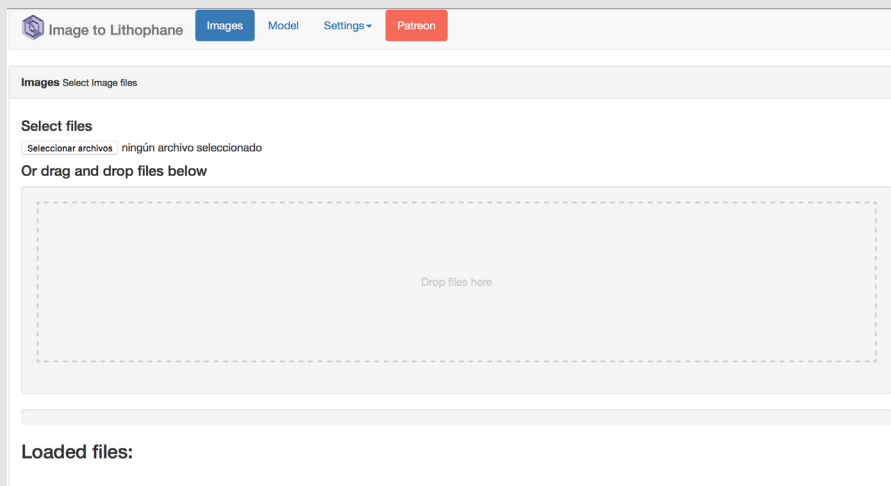 Image to Lithophane Images Model Settings Patreon
Images Select Image files
Select files
Seleccionar archivos ningún archivo seleccionado
Or drag and drop files below
Drop files here
Loaded files: